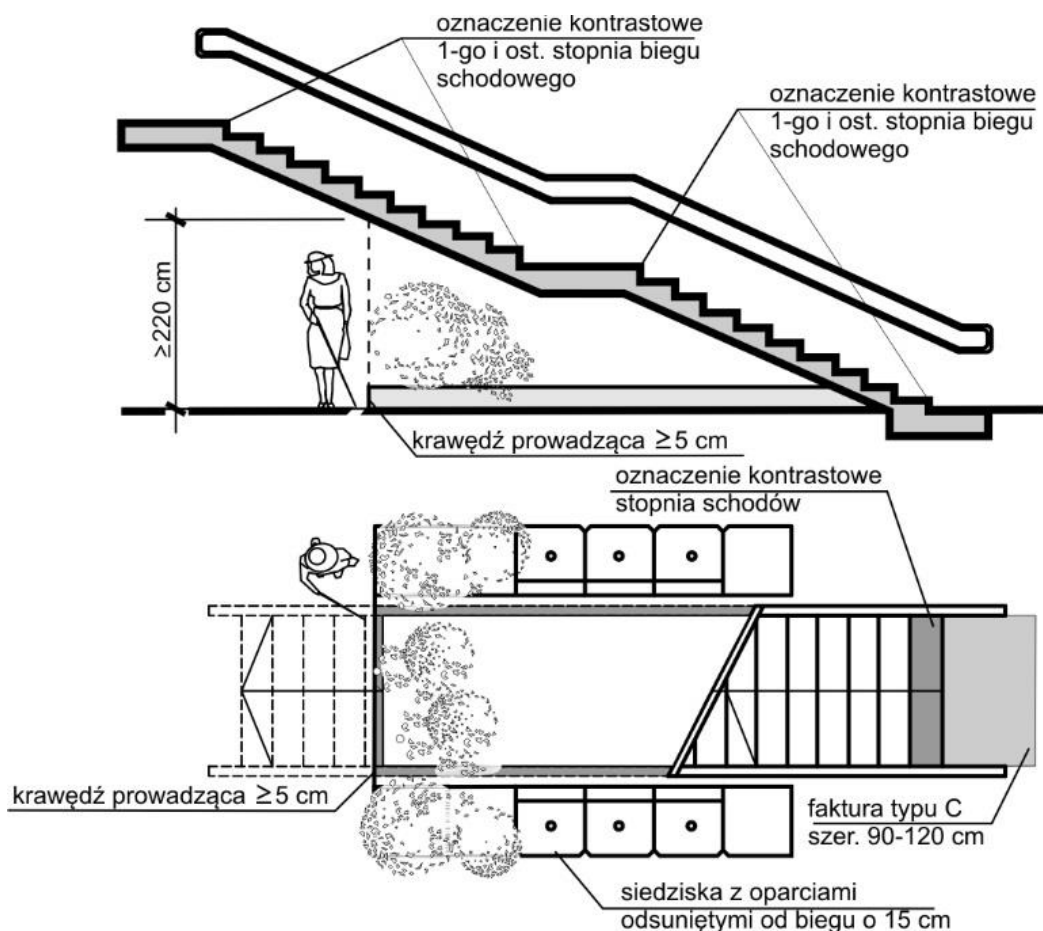 oznaczenie kontrastowe
1-go i ost. stopnia biegu
schodowego
oznaczenie kontrastowe
1-go i ost. stopnia biegu
schodowego
≥220 cm
krawędź prowadząca ≥5 cm
oznaczenie kontrastowe
stopnia schodów
krawędź prowadząca ≥5 cm
faktura typu C
szer. 90-120 cm
siedziska z oparciami
odsuniętymi od biegu o 15 cm